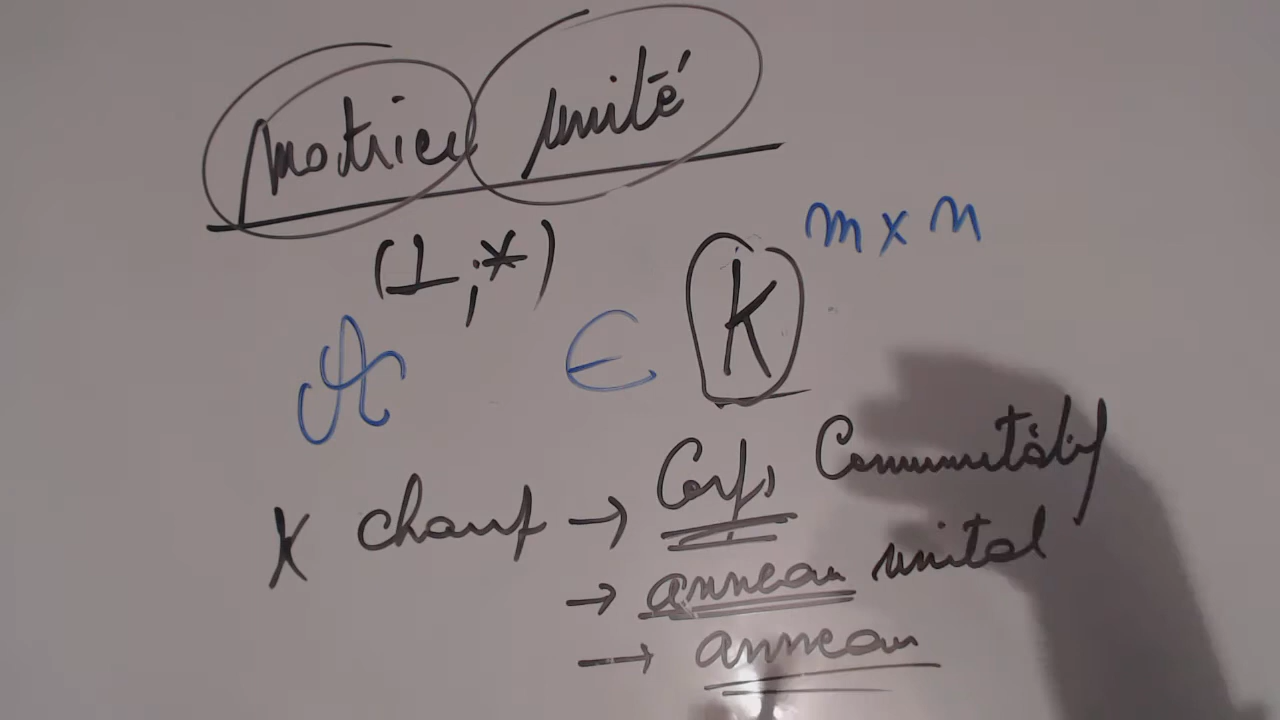 Matrice unité
(1 ; *)
A ∈ K m x n
K champ → Corps Commutatif
→ anneau unital
→ anneau